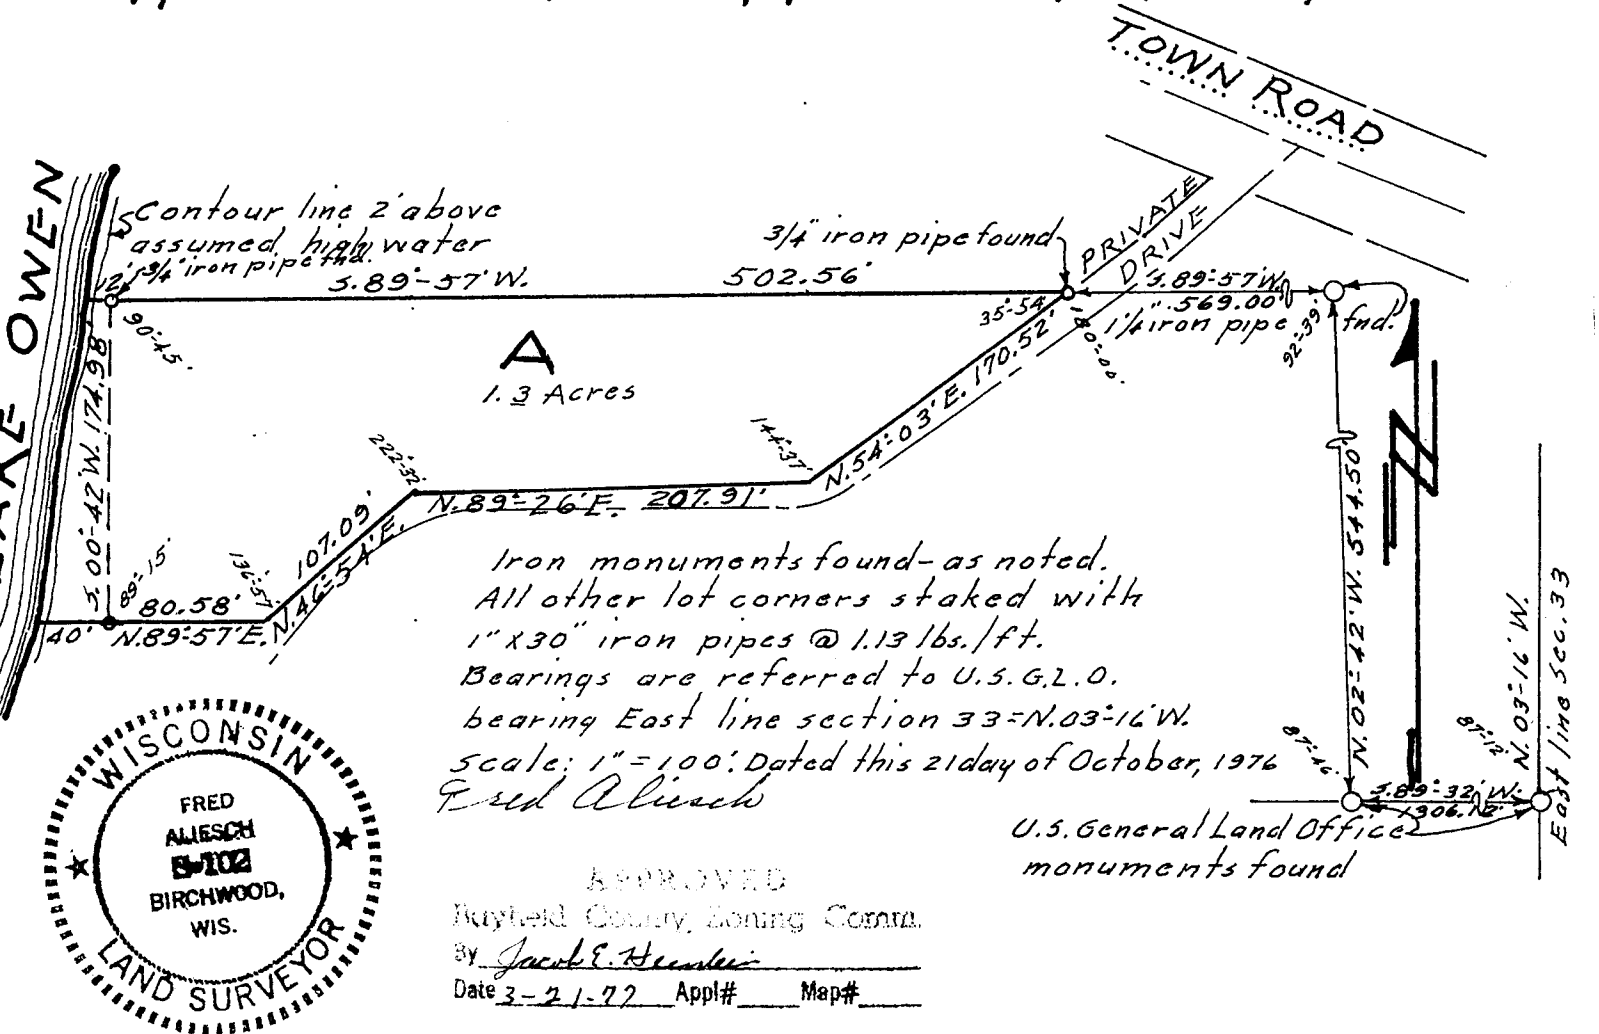 TOWN ROAD
LAKE OWEN
Contour line 2' above
assumed high water
3/4" iron pipe fnd.
12'
S.89°-57' W.
502.56'
3/4" iron pipe found
PRIVATE
DRIVE
S.89°-57' W.
569.00'
1 1/4" iron pipe
fnd.
90°-45'
35°-54'
140°-00'
92°-39'
A
1.3 Acres
S.00°-42' W. 174.98'
N.54°-03' E. 170.52'
222°-32'
144°-37'
N.89°-26' E. 207.91'
107.09'
N.46°-54' E.
89°-15'
136°-57'
80.58'
40'
N.89°-57' E.
Iron monuments found-as noted.
All other lot corners staked with
1" X 30" iron pipes @ 1.13 lbs./ft.
Bearings are referred to U.S.G.L.O.
bearing East line section 33=N.03°-16' W.
Scale: 1" = 100'. Dated this 21 day of October, 1976
Fred Aliesch
N.02°-42' W. 544.50'
N.03°-16' W.
East line Sec. 33
87°-46'
87°-12'
S.89°-32' W.
1306.12'
U.S. General Land Office
monuments found
WISCONSIN
FRED
ALIESCH
S-102
BIRCHWOOD,
WIS.
LAND SURVEYOR
APPROVED
Bayfield County Zoning Comm.
By Jacob E.
Date 3-21-77 Appl# Map#